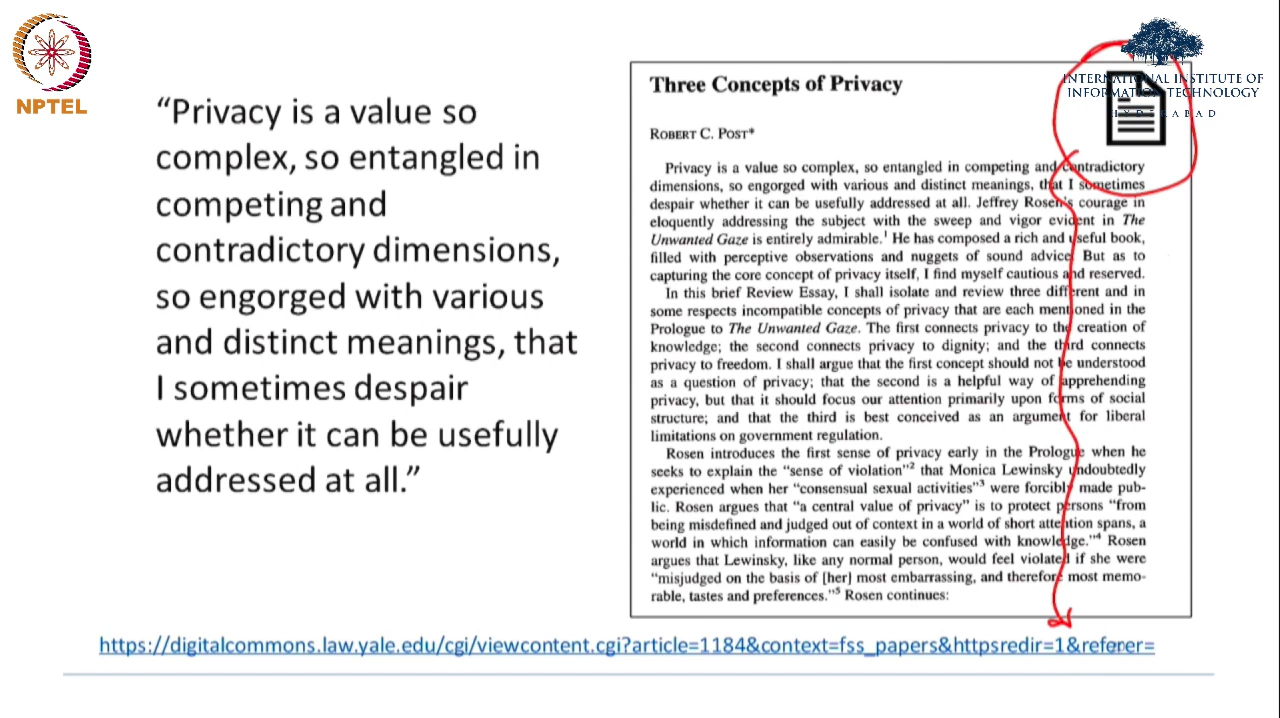 NPTEL
INTERNATIONAL INSTITUTE OF
INFORMATION TECHNOLOGY
HYDERABAD
“Privacy is a value so
complex, so entangled in
competing and
contradictory dimensions,
so engorged with various
and distinct meanings, that
I sometimes despair
whether it can be usefully
addressed at all.”
Three Concepts of Privacy
ROBERT C. POST*
Privacy is a value so complex, so entangled in competing and contradictory
dimensions, so engorged with various and distinct meanings, that I sometimes
despair whether it can be usefully addressed at all. Jeffrey Rosen's courage in
eloquently addressing the subject with the sweep and vigor evident in The
Unwanted Gaze is entirely admirable.1 He has composed a rich and useful book,
filled with perceptive observations and nuggets of sound advice. But as to
capturing the core concept of privacy itself, I find myself cautious and reserved.
In this brief Review Essay, I shall isolate and review three different and in
some respects incompatible concepts of privacy that are each mentioned in the
Prologue to The Unwanted Gaze. The first connects privacy to the creation of
knowledge; the second connects privacy to dignity; and the third connects
privacy to freedom. I shall argue that the first concept should not be understood
as a question of privacy; that the second is a helpful way of apprehending
privacy, but that it should focus our attention primarily upon forms of social
structure; and that the third is best conceived as an argument for liberal
limitations on government regulation.
Rosen introduces the first sense of privacy early in the Prologue when he
seeks to explain the “sense of violation”2 that Monica Lewinsky undoubtedly
experienced when her “consensual sexual activities”3 were forcibly made pub-
lic. Rosen argues that “a central value of privacy” is to protect persons “from
being misdefined and judged out of context in a world of short attention spans, a
world in which information can easily be confused with knowledge.”4 Rosen
argues that Lewinsky, like any normal person, would feel violated if she were
“misjudged on the basis of [her] most embarrassing, and therefore most memo-
rable, tastes and preferences.”5 Rosen continues:
https://digitalcommons.law.yale.edu/cgi/viewcontent.cgi?article=1184&context=fss_papers&httpsredir=1&referer=